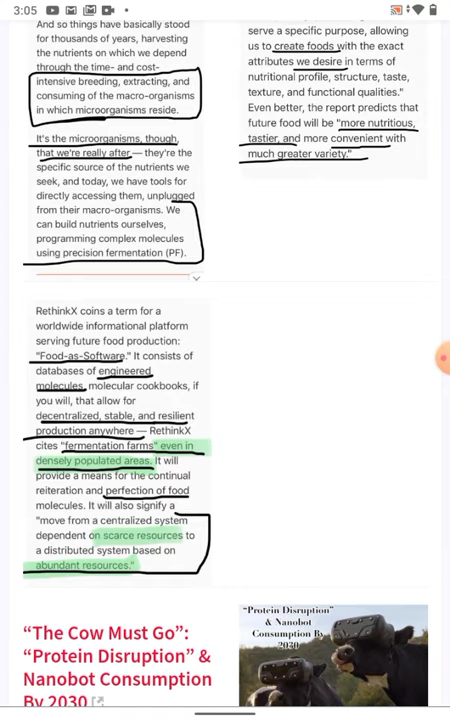 3:05
And so things have basically stood
for thousands of years, harvesting
the nutrients on which we depend
through the time- and cost-
intensive breeding, extracting, and
consuming of the macro-organisms
in which microorganisms reside.
It's the microorganisms, though,
that we're really after — they're the
specific source of the nutrients we
seek, and today, we have tools for
directly accessing them, unplugged
from their macro-organisms. We
can build nutrients ourselves,
programming complex molecules
using precision fermentation (PF).
serve a specific purpose, allowing
us to create foods with the exact
attributes we desire in terms of
nutritional profile, structure, taste,
texture, and functional qualities."
Even better, the report predicts that
future food will be "more nutritious,
tastier, and more convenient with
much greater variety."
RethinkX coins a term for a
worldwide informational platform
serving future food production:
"Food-as-Software." It consists of
databases of engineered
molecules, molecular cookbooks, if
you will, that allow for
decentralized, stable, and resilient
production anywhere — RethinkX
cites "fermentation farms" even in
densely populated areas. It will
provide a means for the continual
reiteration and perfection of food
molecules. It will also signify a
"move from a centralized system
dependent on scarce resources to
a distributed system based on
abundant resources."
“The Cow Must Go”:
“Protein Disruption” &
Nanobot Consumption
By 2030
“Protein Disruption”
& Nanobot
Consumption By
2030